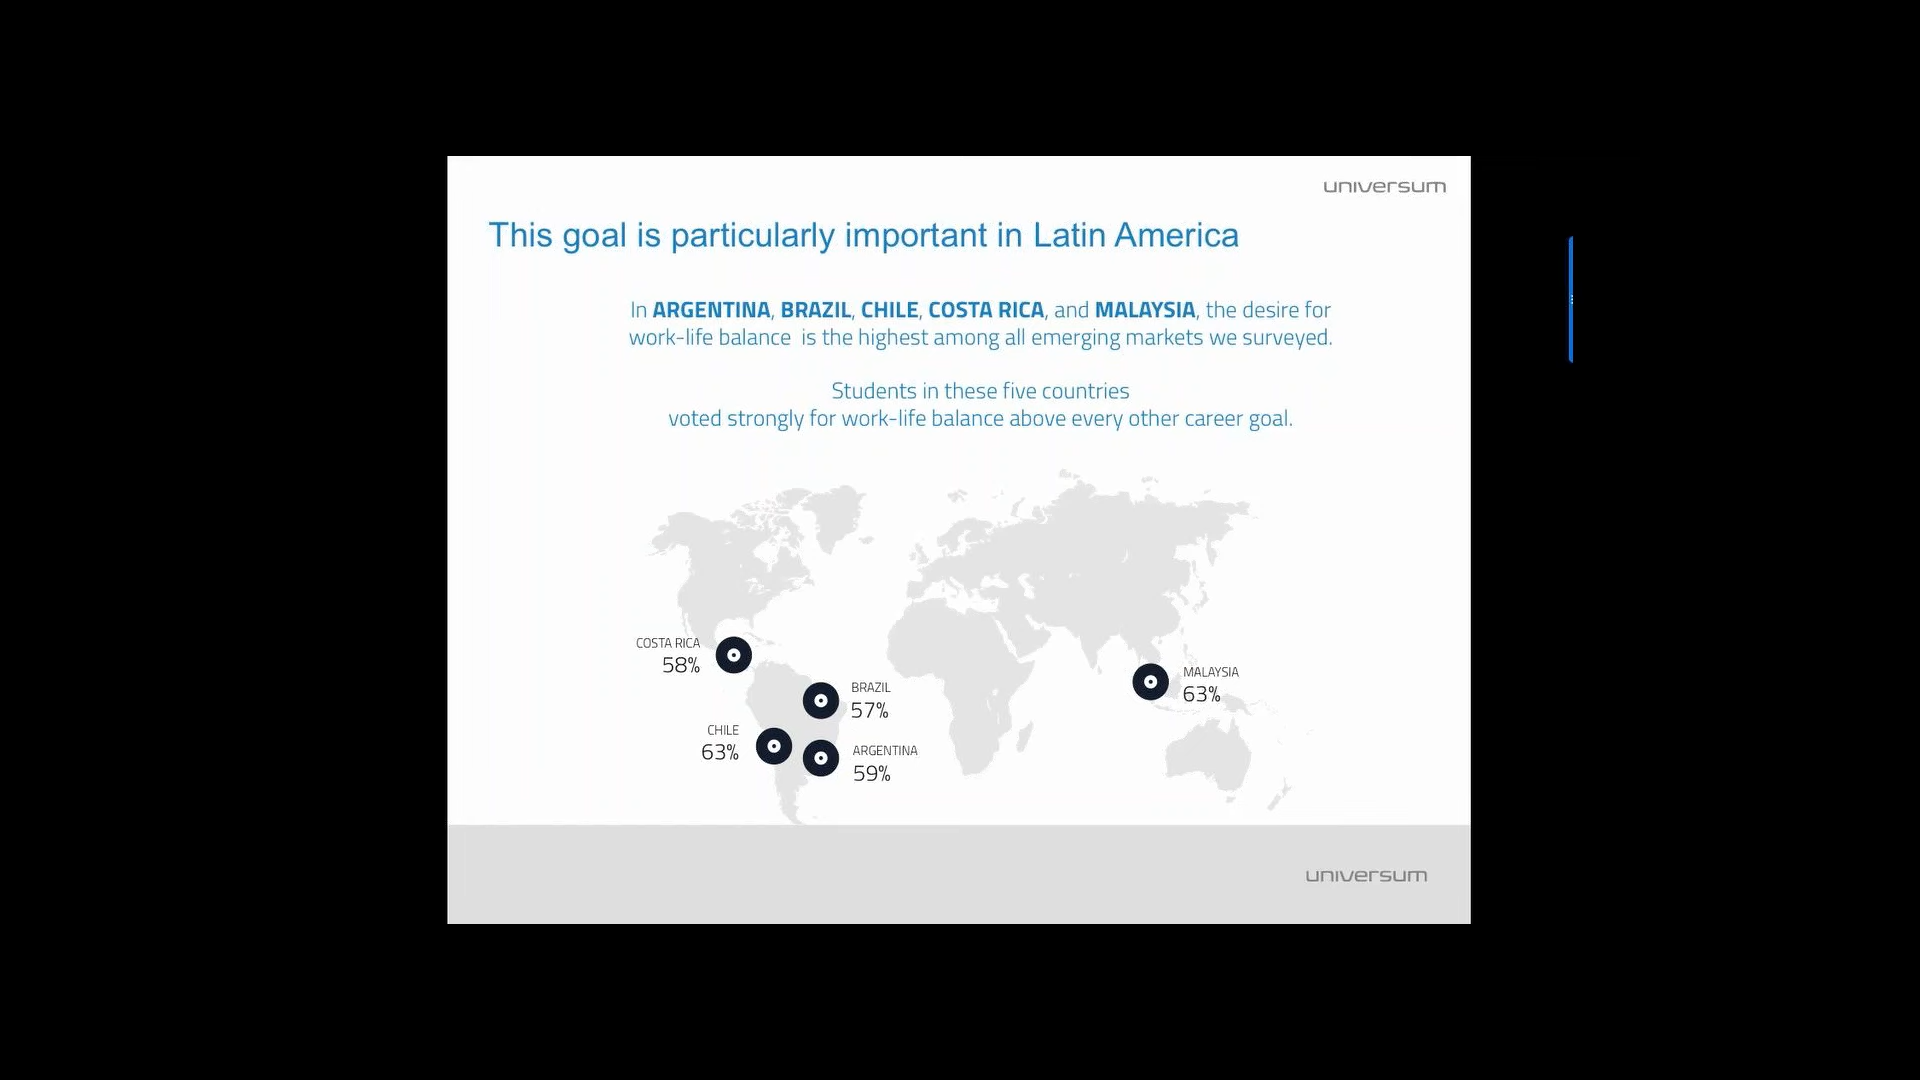 universum
This goal is particularly important in Latin America
In ARGENTINA, BRAZIL, CHILE, COSTA RICA, and MALAYSIA, the desire for
work-life balance is the highest among all emerging markets we surveyed.
Students in these five countries
voted strongly for work-life balance above every other career goal.
COSTA RICA
58%
BRAZIL
57%
CHILE
63%
ARGENTINA
59%
MALAYSIA
63%
universum